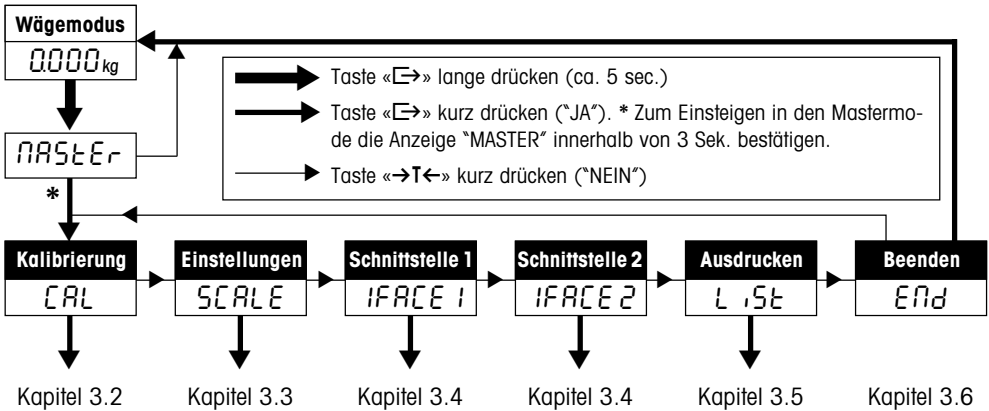 Wägemodus
0.000 kg
MASTEr
*
Taste «⍈→» lange drücken (ca. 5 sec.)
Taste «⍈→» kurz drücken (“JA”). * Zum Einsteigen in den Mastermo-
de die Anzeige “MASTER” innerhalb von 3 Sek. bestätigen.
Taste «→T←» kurz drücken (“NEIN”)
Kalibrierung Einstellungen Schnittstelle 1 Schnittstelle 2 Ausdrucken Beenden
CAL SCALE IFACE 1 IFACE 2 LiSt End
Kapitel 3.2 Kapitel 3.3 Kapitel 3.4 Kapitel 3.4 Kapitel 3.5 Kapitel 3.6